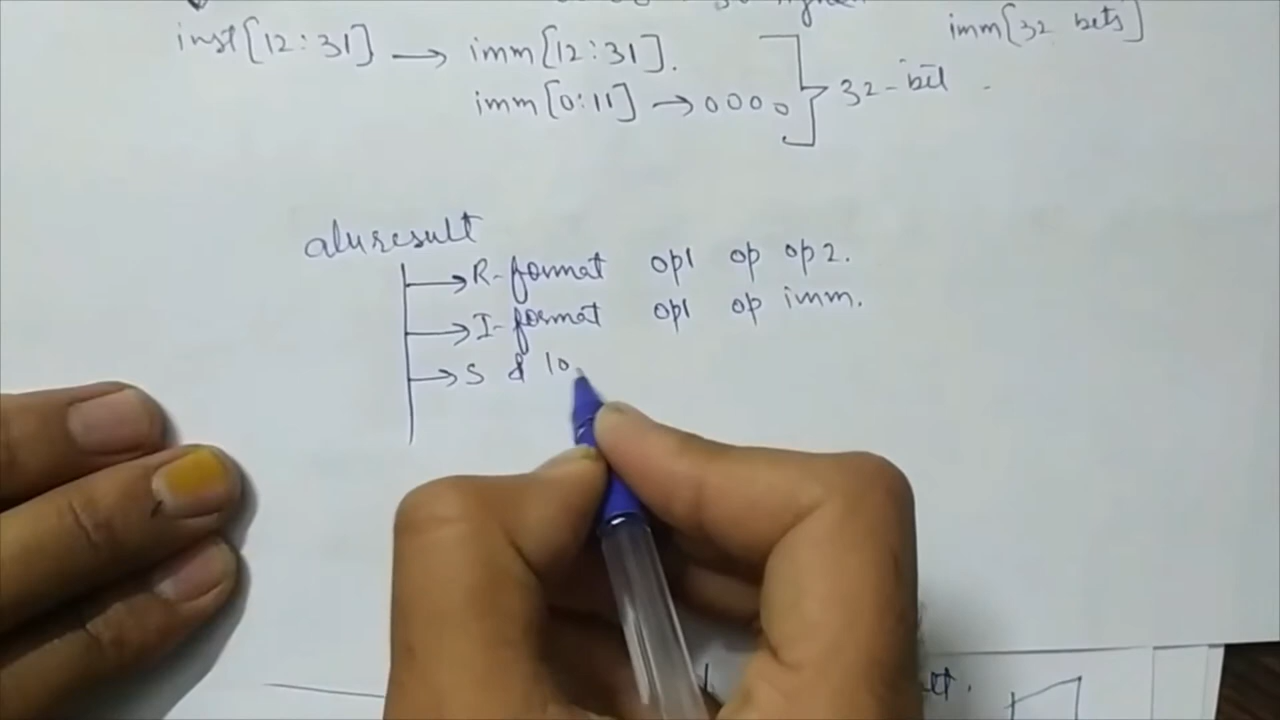 inst[12:31] → imm[12:31].
imm[32 bits]
imm[0:11] → 0000
32-bit
aluresult
→ R-format op1 op op2.
→ I-format op1 op imm.
→ S & lo